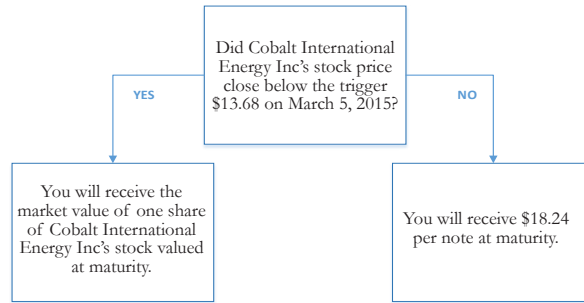 Did Cobalt International
Energy Inc's stock price
close below the trigger
$13.68 on March 5, 2015?
YES
NO
You will receive the
market value of one share
of Cobalt International
Energy Inc's stock valued
at maturity.
You will receive $18.24
per note at maturity.